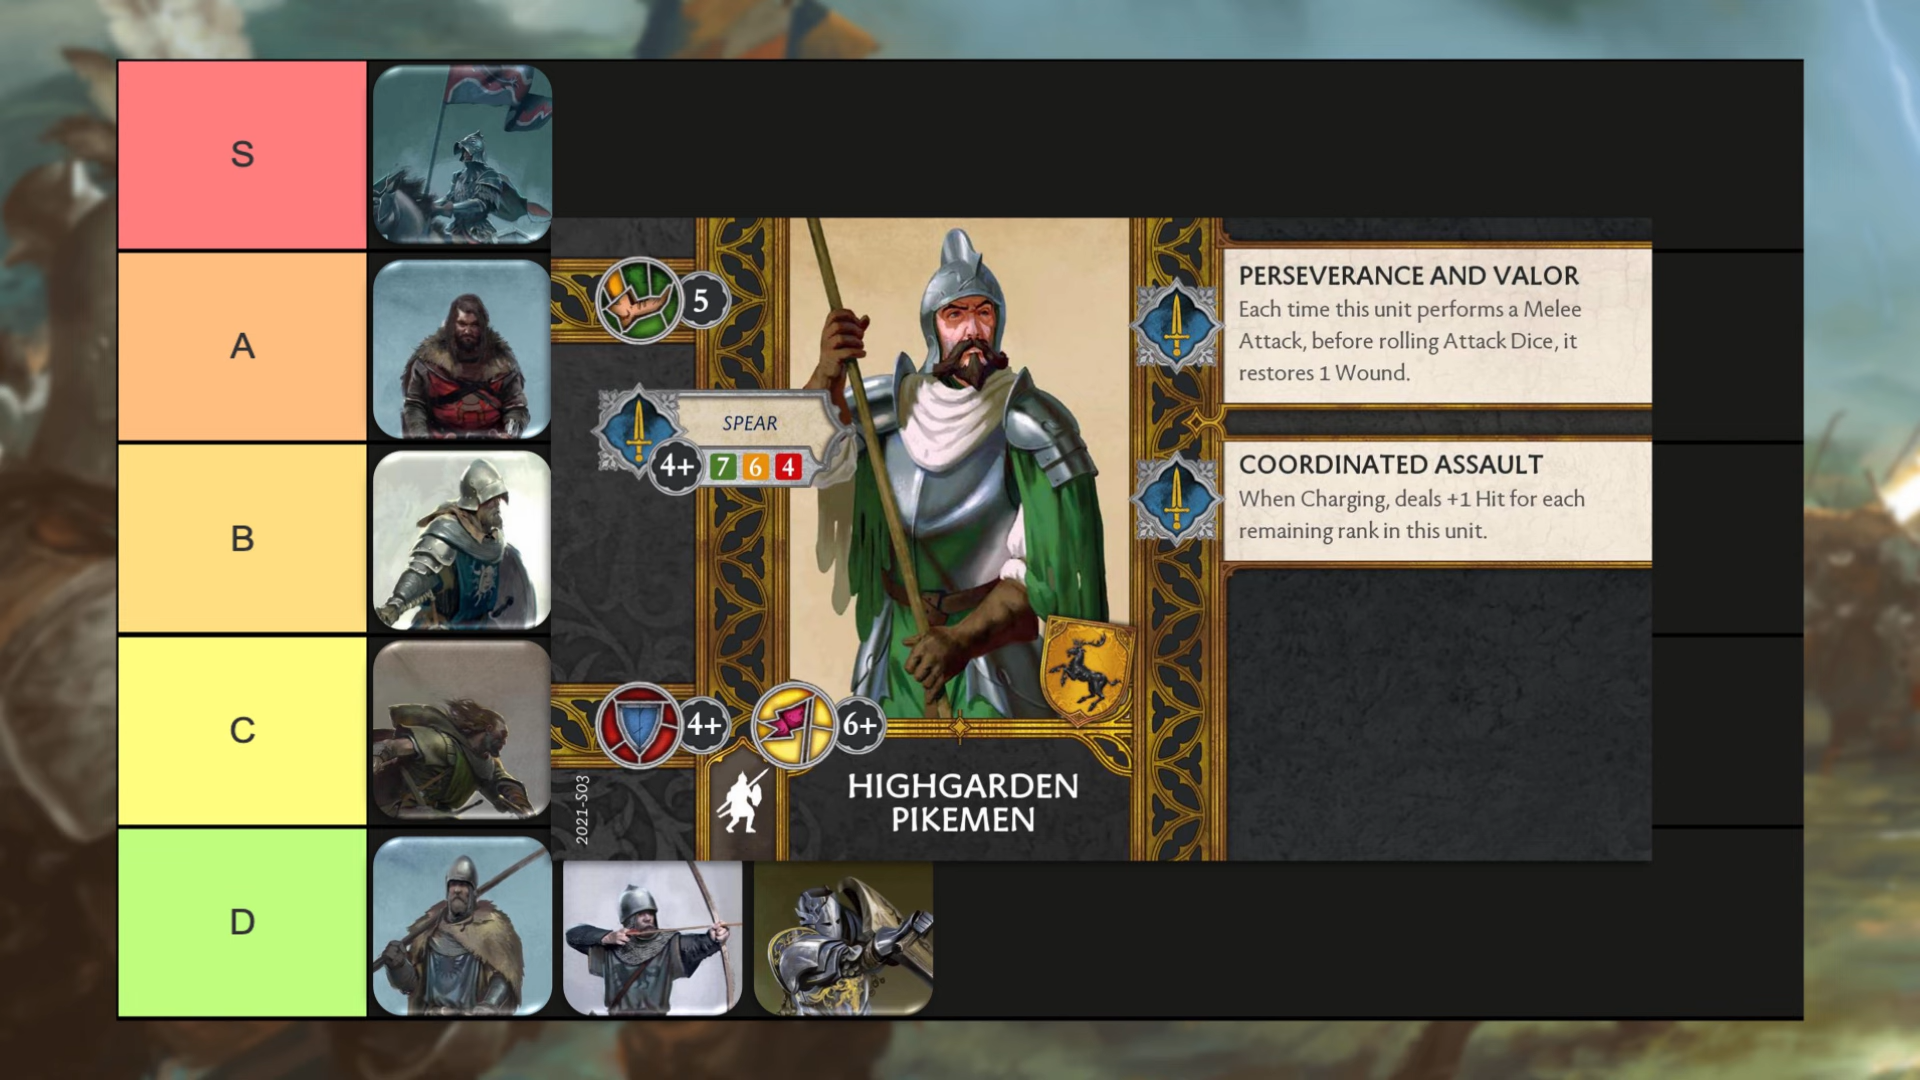 S
A
B
C
D
5
SPEAR
4+ 7 6 4
4+
6+
2021-S03
HIGHGARDEN
PIKEMEN
PERSEVERANCE AND VALOR
Each time this unit performs a Melee
Attack, before rolling Attack Dice, it
restores 1 Wound.
COORDINATED ASSAULT
When Charging, deals +1 Hit for each
remaining rank in this unit.